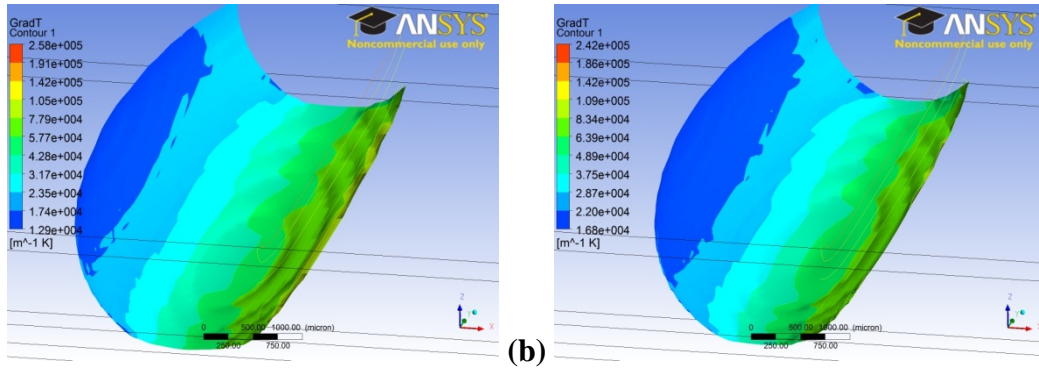 GradT
Contour 1
2.58e+005
1.91e+005
1.42e+005
1.05e+005
7.79e+004
5.77e+004
4.28e+004
3.17e+004
2.35e+004
1.74e+004
1.29e+004
[m^-1 K]
ANSYS
Noncommercial use only
0 500.00 1000.00 (micron)
250.00 750.00
Z
Y
X
(b)
GradT
Contour 1
2.42e+005
1.86e+005
1.42e+005
1.09e+005
8.34e+004
6.39e+004
4.89e+004
3.75e+004
2.87e+004
2.20e+004
1.68e+004
[m^-1 K]
ANSYS
Noncommercial use only
0 500.00 1000.00 (micron)
250.00 750.00
Z
Y